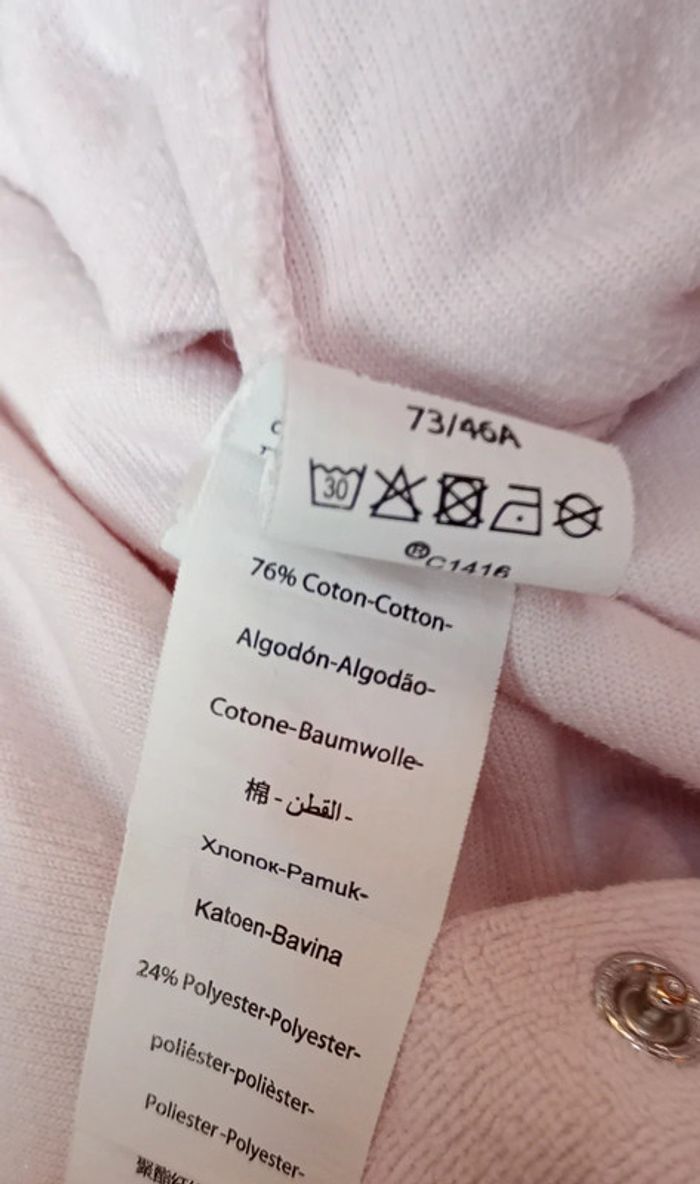 73/46A
30
®C1416
76% Coton-Cotton-
Algodón-Algodão-
Cotone-Baumwolle-
棉 - القطن -
Хлопок-Pamuk-
Katoen-Bavina
24% Polyester-Polyester-
poliéster-polièster-
Poliester -Polyester-